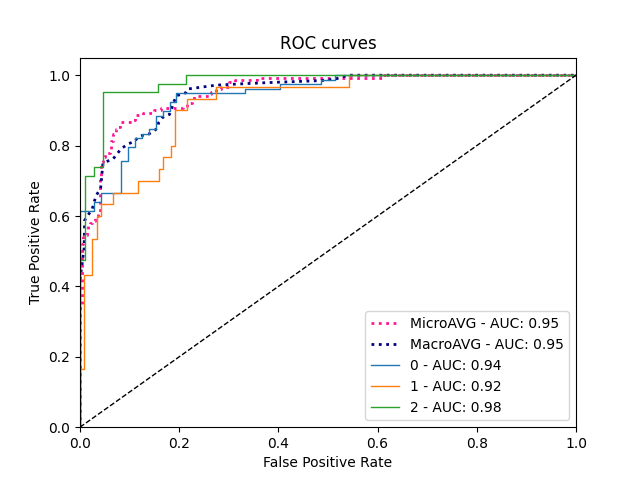 ROC curves
True Positive Rate
1.0
0.8
0.6
0.4
0.2
0.0
MicroAVG - AUC: 0.95
MacroAVG - AUC: 0.95
0 - AUC: 0.94
1 - AUC: 0.92
2 - AUC: 0.98
0.0 0.2 0.4 0.6 0.8 1.0
False Positive Rate